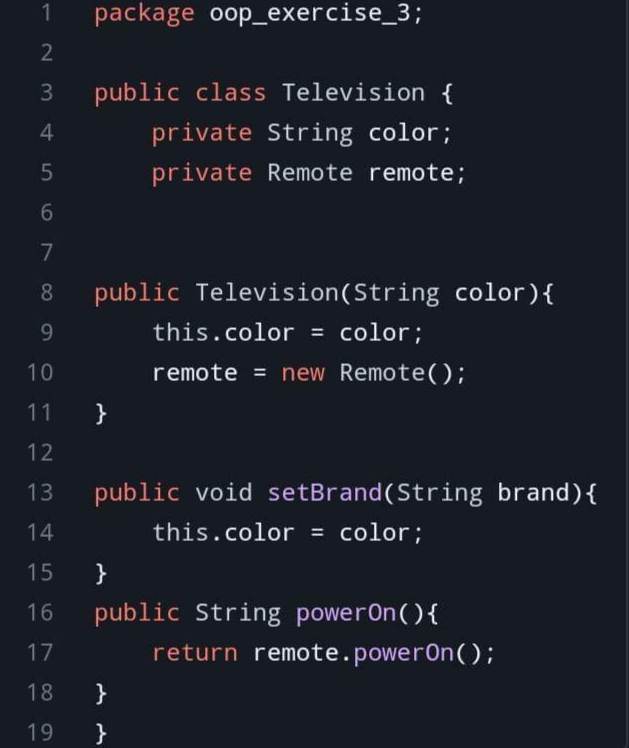 1 package oop_exercise_3;
2
3 public class Television {
4 private String color;
5 private Remote remote;
6
7
8 public Television(String color){
9 this.color = color;
10 remote = new Remote();
11 }
12
13 public void setBrand(String brand){
14 this.color = color;
15 }
16 public String powerOn(){
17 return remote.powerOn();
18 }
19 }